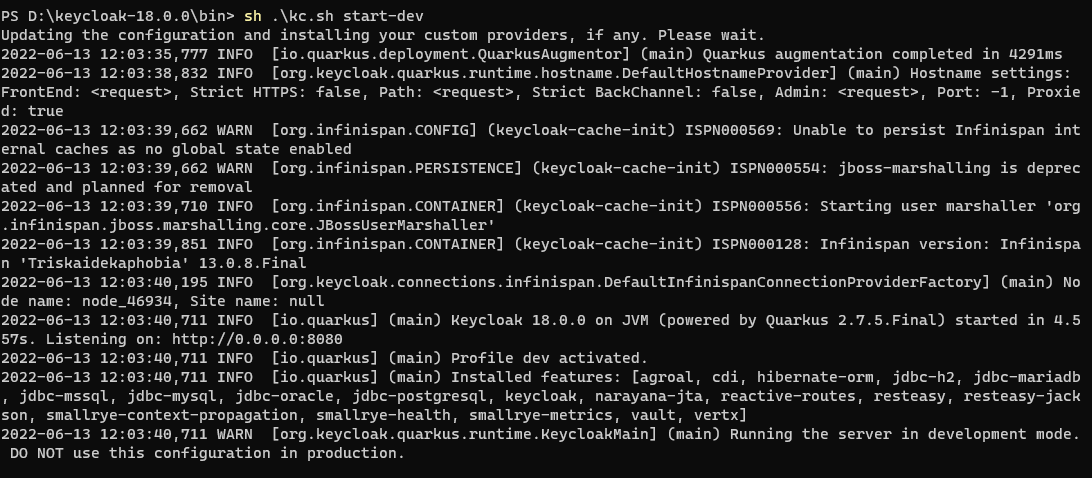 PS D:\keycloak-18.0.0\bin> sh .\kc.sh start-dev
Updating the configuration and installing your custom providers, if any. Please wait.
2022-06-13 12:03:35,777 INFO  [io.quarkus.deployment.QuarkusAugmentor] (main) Quarkus augmentation completed in 4291ms
2022-06-13 12:03:38,832 INFO  [org.keycloak.quarkus.runtime.hostname.DefaultHostnameProvider] (main) Hostname settings:
FrontEnd: <request>, Strict HTTPS: false, Path: <request>, Strict BackChannel: false, Admin: <request>, Port: -1, Proxie
d: true
2022-06-13 12:03:39,662 WARN  [org.infinispan.CONFIG] (keycloak-cache-init) ISPN000569: Unable to persist Infinispan int
ernal caches as no global state enabled
2022-06-13 12:03:39,662 WARN  [org.infinispan.PERSISTENCE] (keycloak-cache-init) ISPN000554: jboss-marshalling is deprec
ated and planned for removal
2022-06-13 12:03:39,710 INFO  [org.infinispan.CONTAINER] (keycloak-cache-init) ISPN000556: Starting user marshaller 'org
.infinispan.jboss.marshalling.core.JBossUserMarshaller'
2022-06-13 12:03:39,851 INFO  [org.infinispan.CONTAINER] (keycloak-cache-init) ISPN000128: Infinispan version: Infinispa
n 'Triskaidekaphobia' 13.0.8.Final
2022-06-13 12:03:40,195 INFO  [org.keycloak.connections.infinispan.DefaultInfinispanConnectionProviderFactory] (main) No
de name: node_46934, Site name: null
2022-06-13 12:03:40,711 INFO  [io.quarkus] (main) Keycloak 18.0.0 on JVM (powered by Quarkus 2.7.5.Final) started in 4.5
57s. Listening on: http://0.0.0.0:8080
2022-06-13 12:03:40,711 INFO  [io.quarkus] (main) Profile dev activated.
2022-06-13 12:03:40,711 INFO  [io.quarkus] (main) Installed features: [agroal, cdi, hibernate-orm, jdbc-h2, jdbc-mariadb
, jdbc-mssql, jdbc-mysql, jdbc-oracle, jdbc-postgresql, keycloak, narayana-jta, reactive-routes, resteasy, resteasy-jack
son, smallrye-context-propagation, smallrye-health, smallrye-metrics, vault, vertx]
2022-06-13 12:03:40,711 WARN  [org.keycloak.quarkus.runtime.KeycloakMain] (main) Running the server in development mode.
 DO NOT use this configuration in production.